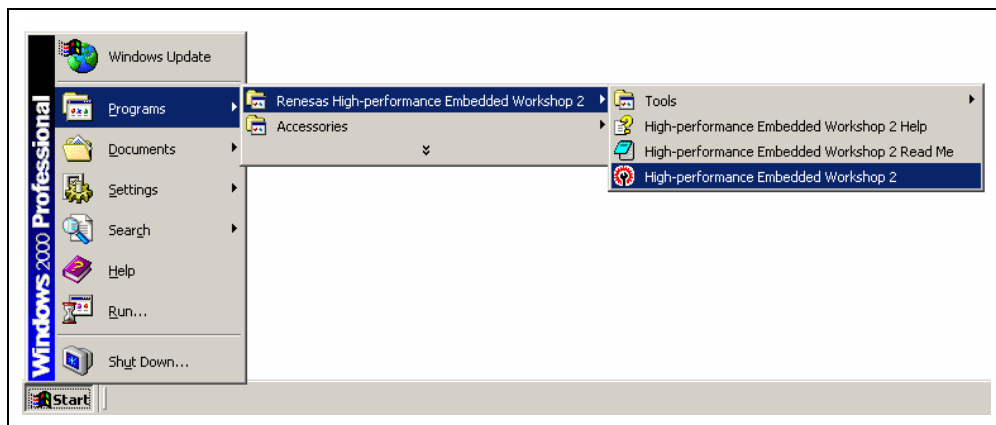 Windows 2000 Professional
Windows Update
Programs
Documents
Settings
Search
Help
Run...
Shut Down...
Start
Renesas High-performance Embedded Workshop 2
Accessories
Tools
High-performance Embedded Workshop 2 Help
High-performance Embedded Workshop 2 Read Me
High-performance Embedded Workshop 2